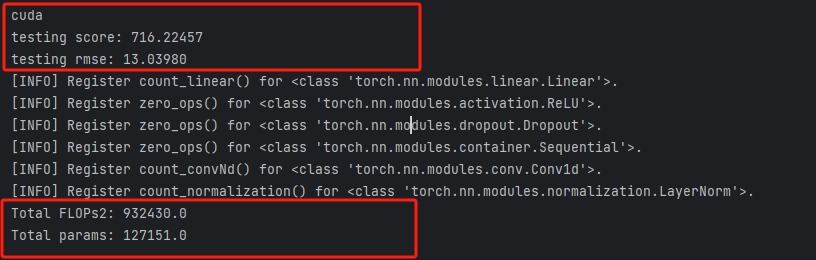 cuda
testing score: 716.22457
testing rmse: 13.03980
[INFO] Register count_linear() for <class 'torch.nn.modules.linear.Linear'>.
[INFO] Register zero_ops() for <class 'torch.nn.modules.activation.ReLU'>.
[INFO] Register zero_ops() for <class 'torch.nn.modules.dropout.Dropout'>.
[INFO] Register zero_ops() for <class 'torch.nn.modules.container.Sequential'>.
[INFO] Register count_convNd() for <class 'torch.nn.modules.conv.Conv1d'>.
[INFO] Register count_normalization() for <class 'torch.nn.modules.normalization.LayerNorm'>.
Total FLOPs2: 932430.0
Total params: 127151.0